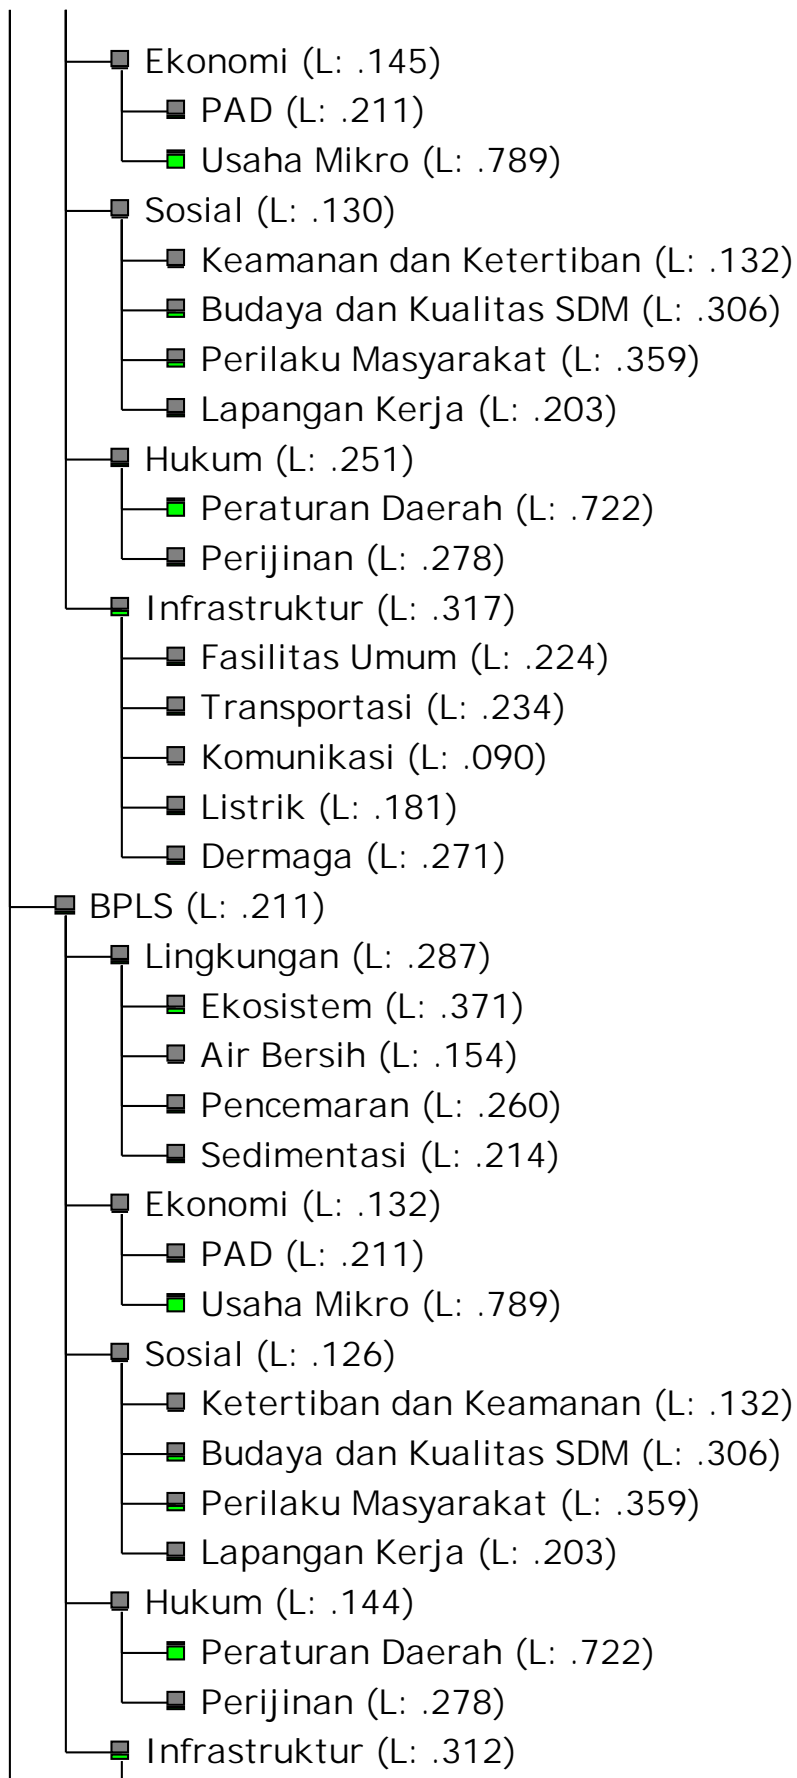 Ekonomi (L: .145)
PAD (L: .211)
Usaha Mikro (L: .789)
Sosial (L: .130)
Keamanan dan Ketertiban (L: .132)
Budaya dan Kualitas SDM (L: .306)
Perilaku Masyarakat (L: .359)
Lapangan Kerja (L: .203)
Hukum (L: .251)
Peraturan Daerah (L: .722)
Perijinan (L: .278)
Infrastruktur (L: .317)
Fasilitas Umum (L: .224)
Transportasi (L: .234)
Komunikasi (L: .090)
Listrik (L: .181)
Dermaga (L: .271)
BPLS (L: .211)
Lingkungan (L: .287)
Ekosistem (L: .371)
Air Bersih (L: .154)
Pencemaran (L: .260)
Sedimentasi (L: .214)
Ekonomi (L: .132)
PAD (L: .211)
Usaha Mikro (L: .789)
Sosial (L: .126)
Ketertiban dan Keamanan (L: .132)
Budaya dan Kualitas SDM (L: .306)
Perilaku Masyarakat (L: .359)
Lapangan Kerja (L: .203)
Hukum (L: .144)
Peraturan Daerah (L: .722)
Perijinan (L: .278)
Infrastruktur (L: .312)